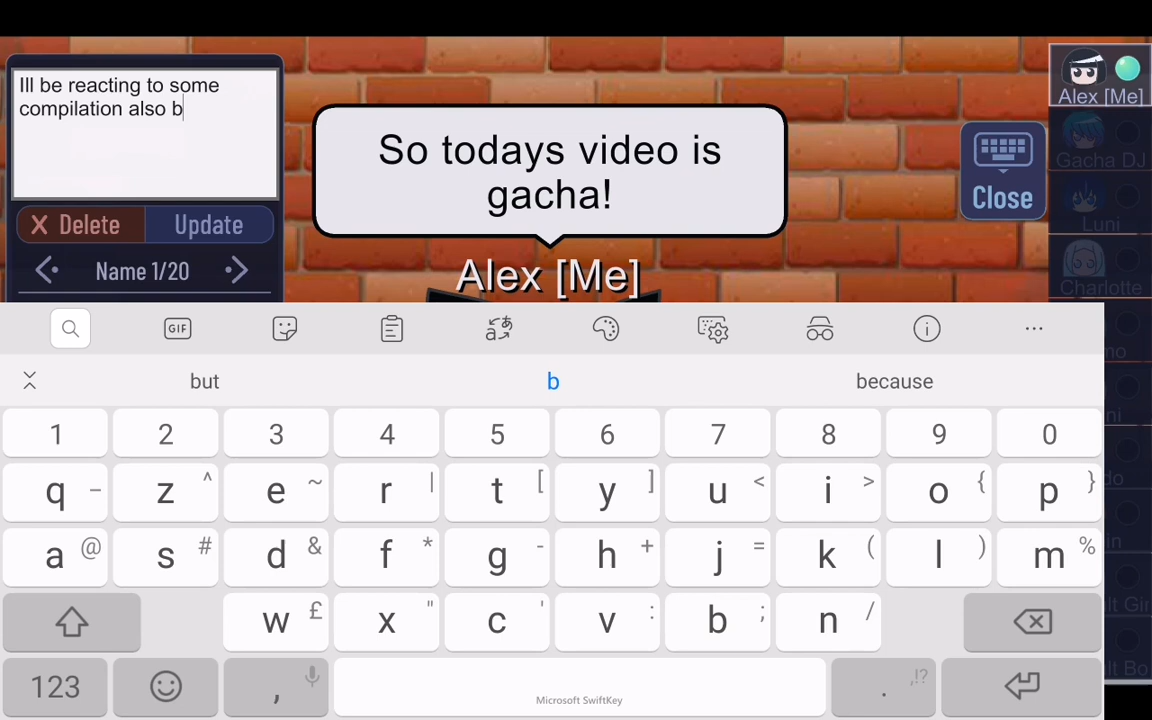 Ill be reacting to some
compilation also b
X Delete
Update
Name 1/20
So todays video is
gacha!
Alex [Me]
Close
Alex [Me]
Gacha DJ
Luni
Charlotte
GIF
but
b
because
1 2 3 4 5 6 7 8 9 0
q – z ^ e ~ r | t [ y ] u < i > o { p }
a @ s # d & f * g - h + j = k ( l ) m %
w £ x " c ' v : b ; n /
123
,
Microsoft SwiftKey
. ,!?